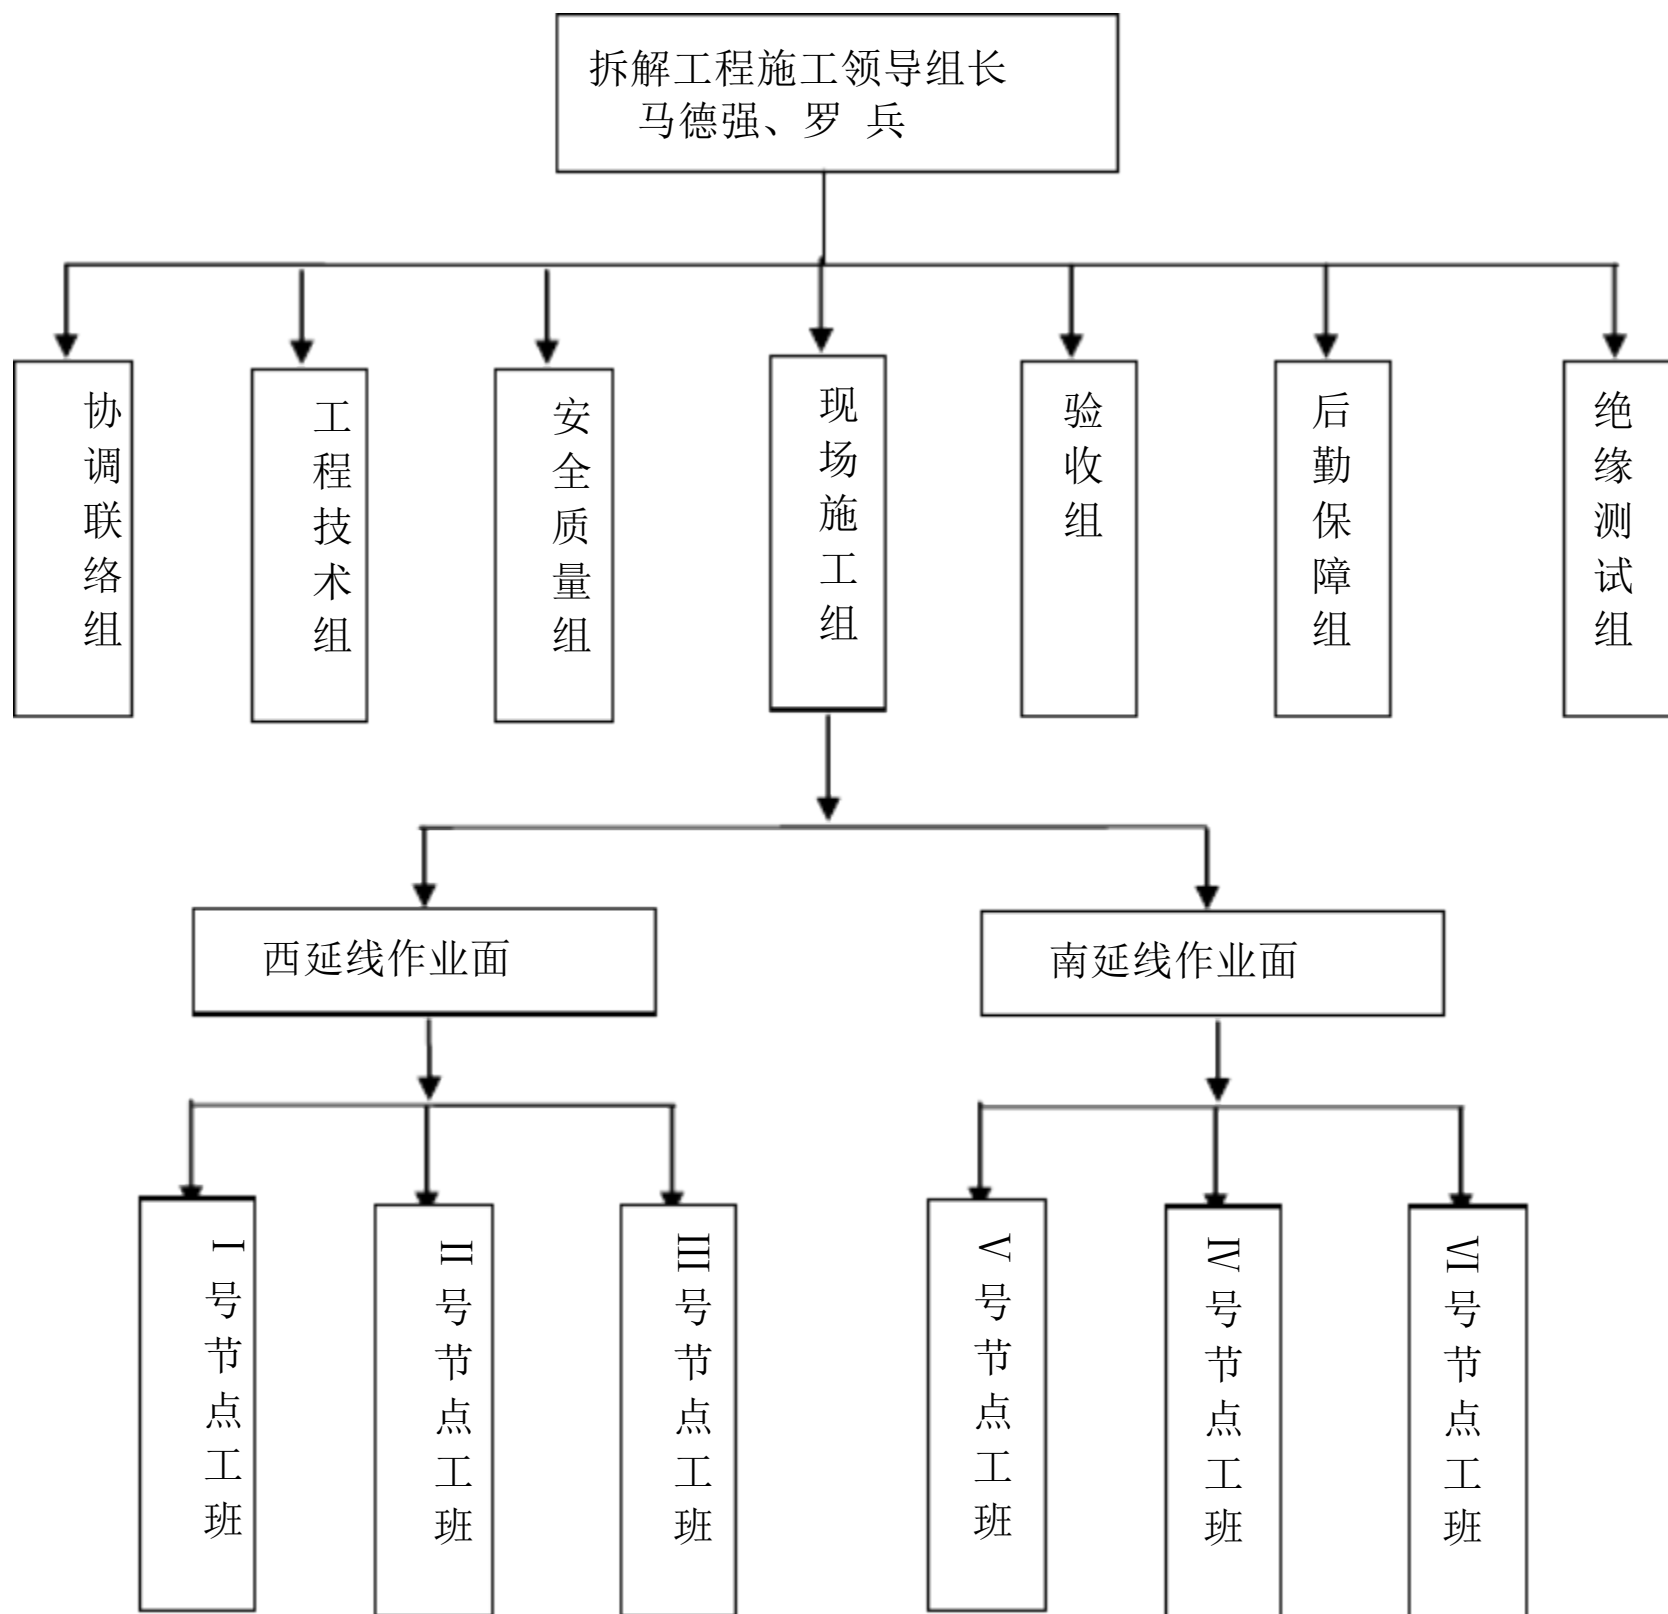 拆解工程施工领导组长
马德强、罗 兵
协调联络组
工程技术组
安全质量组
现场施工组
验收组
后勤保障组
绝缘测试组
西延线作业面
南延线作业面
Ⅰ号节点工班
Ⅱ号节点工班
Ⅲ号节点工班
Ⅴ号节点工班
Ⅳ号节点工班
Ⅵ号节点工班